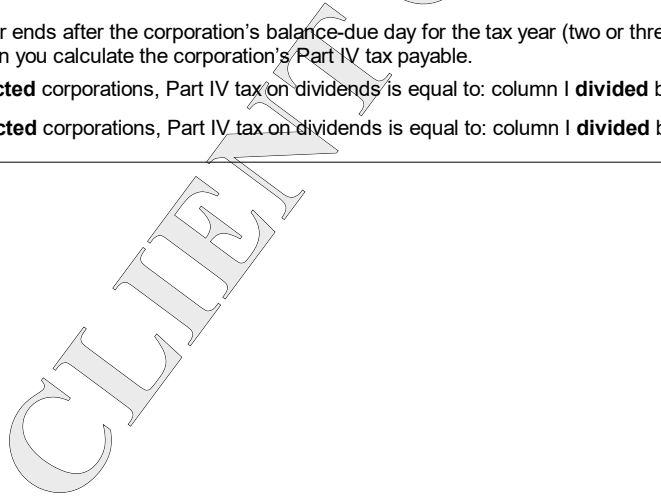 r ends after the corporation's balance-due day for the tax year (two or thre
n you calculate the corporation's Part IV tax payable.
cted corporations, Part IV tax on dividends is equal to: column I divided b
cted corporations, Part IV tax on dividends is equal to: column I divided b
CLIENT